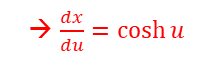 → dx/du = cosh u